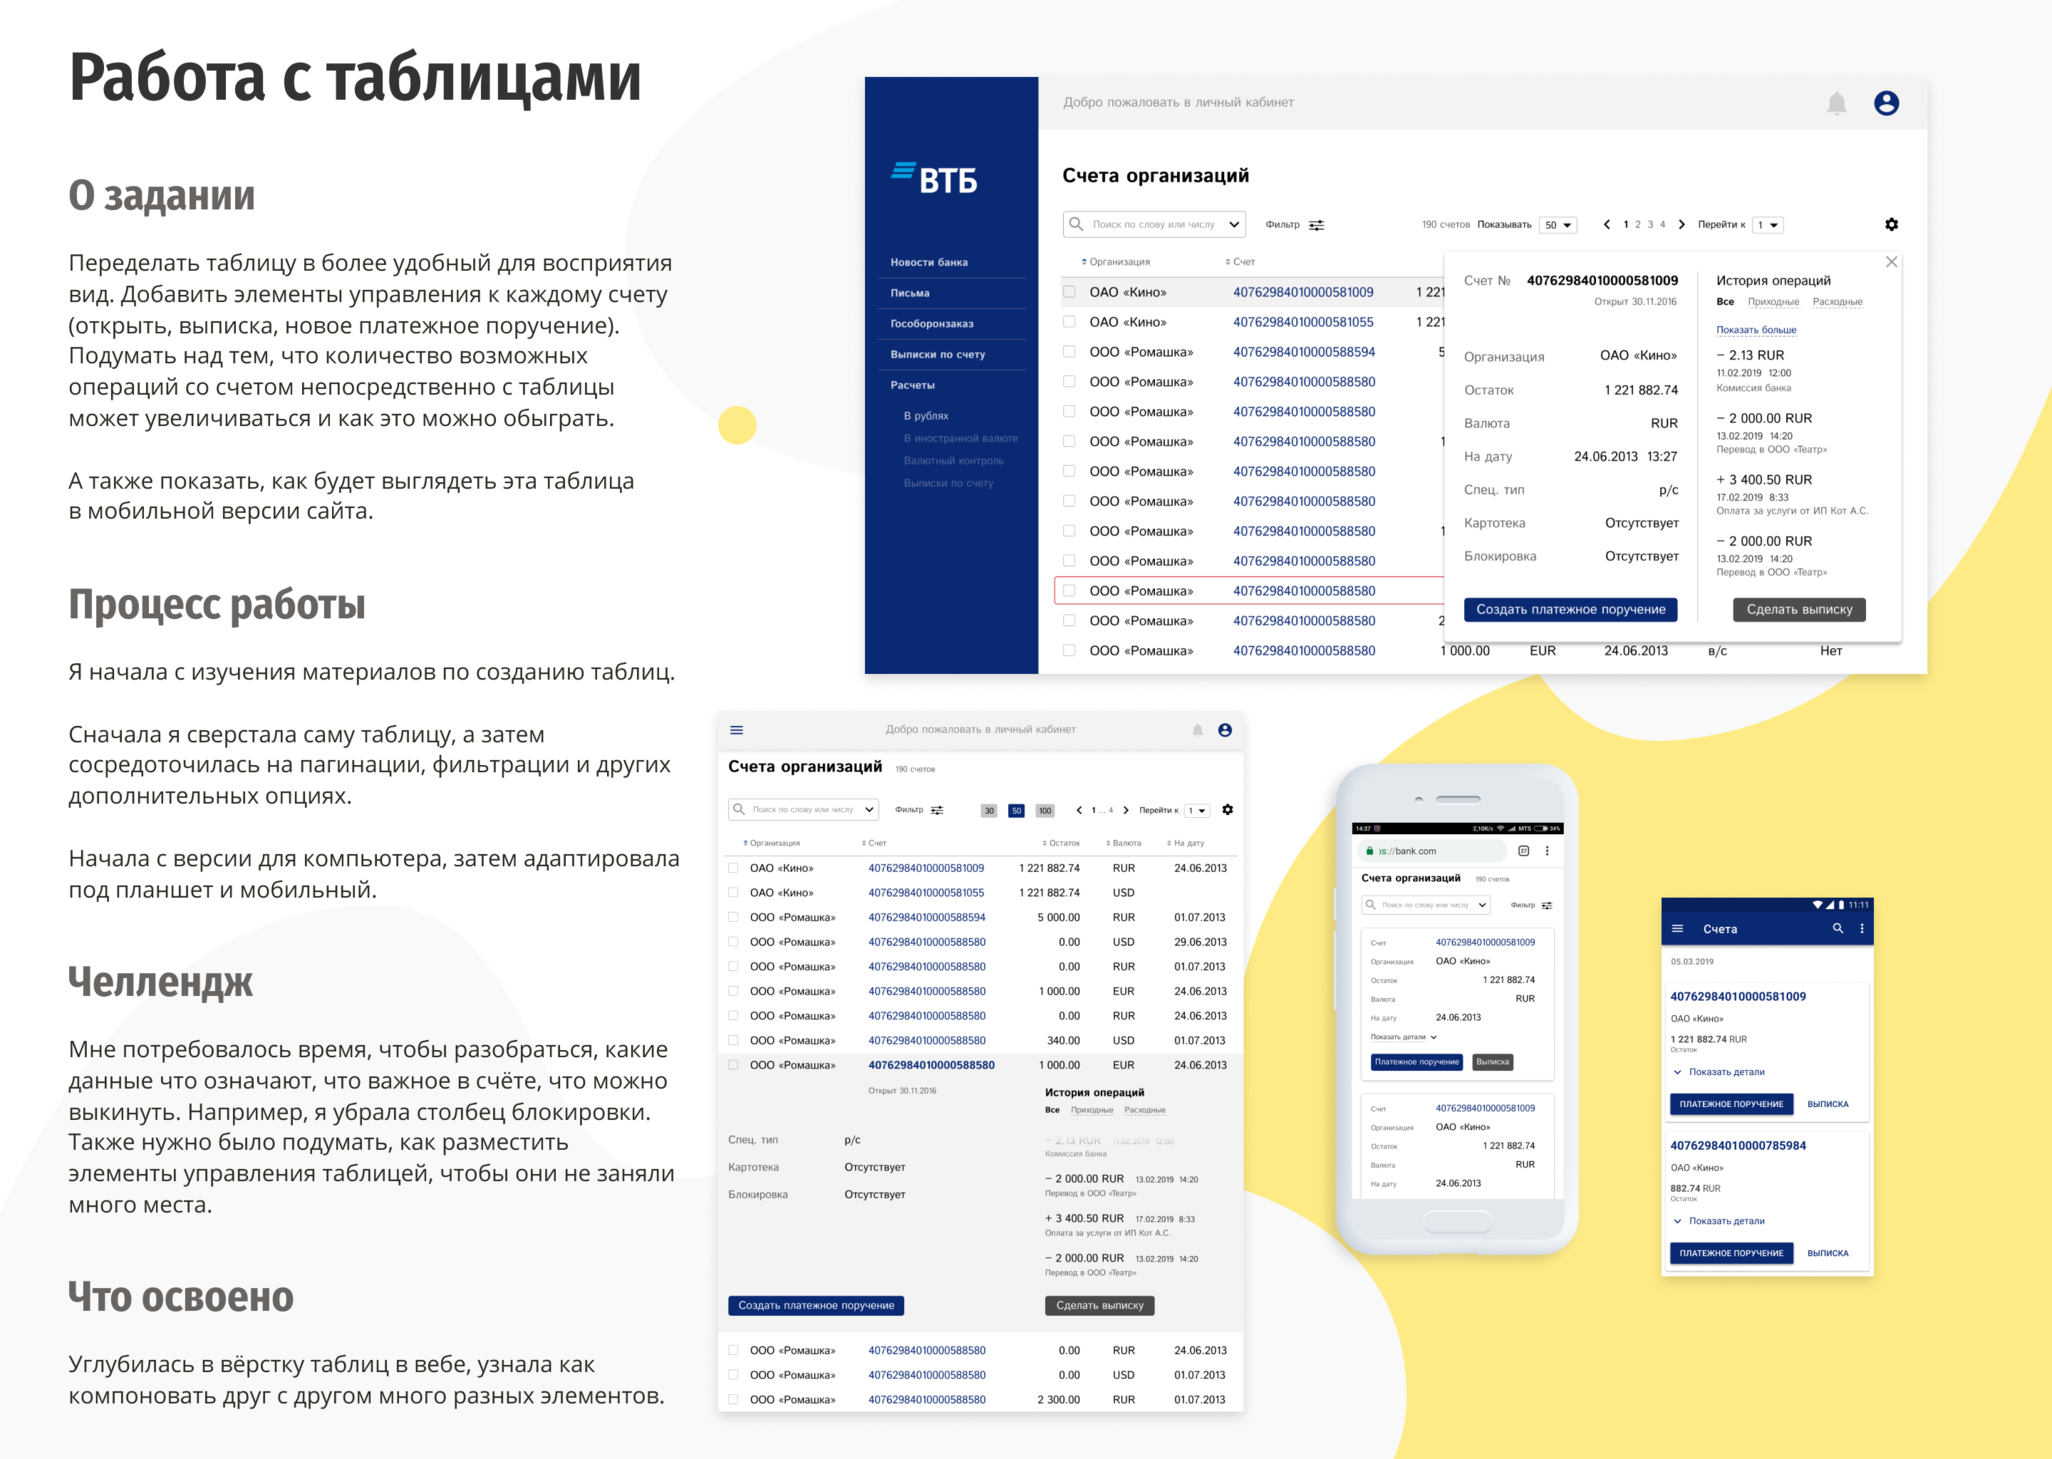 Работа с таблицами
О задании
Переделать таблицу в более удобный для восприятия
вид. Добавить элементы управления к каждому счету
(открыть, выписка, новое платежное поручение).
Подумать над тем, что количество возможных
операций со счетом непосредственно с таблицы
может увеличиваться и как это можно обыграть.
А также показать, как будет выглядеть эта таблица
в мобильной версии сайта.
Процесс работы
Я начала с изучения материалов по созданию таблиц.
Сначала я сверстала саму таблицу, а затем
сосредоточилась на пагинации, фильтрации и других
дополнительных опциях.
Начала с версии для компьютера, затем адаптировала
под планшет и мобильный.
Челлендж
Мне потребовалось время, чтобы разобраться, какие
данные что означают, что важное в счёте, что можно
выкинуть. Например, я убрала столбец блокировки.
Также нужно было подумать, как разместить
элементы управления таблицей, чтобы они не заняли
много места.
Что освоено
Углубилась в вёрстку таблиц в вебе, узнала как
компоновать друг с другом много разных элементов.
ВТБ
Новости банка
Письма
Гособоронзаказ
Выписки по счету
Расчеты
В рублях
В иностранной валюте
Валютный контроль
Выписки по счету
Добро пожаловать в личный кабинет
Счета организаций
Поиск по слову или числу Фильтр 190 счетов Показывать 50 1 2 3 4 Перейти к 1
Организация Счет
ОАО «Кино» 40762984010000581009 1 221
ОАО «Кино» 40762984010000581055 1 221
ООО «Ромашка» 40762984010000588594 5
ООО «Ромашка» 40762984010000588580
ООО «Ромашка» 40762984010000588580
ООО «Ромашка» 40762984010000588580 1
ООО «Ромашка» 40762984010000588580
ООО «Ромашка» 40762984010000588580
ООО «Ромашка» 40762984010000588580 1
ООО «Ромашка» 40762984010000588580
ООО «Ромашка» 40762984010000588580
ООО «Ромашка» 40762984010000588580 2
ООО «Ромашка» 40762984010000588580 1 000.00 EUR 24.06.2013 в/с Нет
Счет № 40762984010000581009
Открыт 30.11.2016
Организация ОАО «Кино»
Остаток 1 221 882.74
Валюта RUR
На дату 24.06.2013 13:27
Спец. тип р/с
Картотека Отсутствует
Блокировка Отсутствует
Создать платежное поручение
История операций
Все Приходные Расходные
Показать больше
− 2.13 RUR
11.02.2019 12:00
Комиссия банка
− 2 000.00 RUR
13.02.2019 14:20
Перевод в ООО «Театр»
+ 3 400.50 RUR
17.02.2019 8:33
Оплата за услуги от ИП Кот А.С.
− 2 000.00 RUR
13.02.2019 14:20
Перевод в ООО «Театр»
Сделать выписку
Добро пожаловать в личный кабинет
Счета организаций 190 счетов
Поиск по слову или числу Фильтр 30 50 100 1 ... 4 Перейти к 1
Организация Счет Остаток Валюта На дату
ОАО «Кино» 40762984010000581009 1 221 882.74 RUR 24.06.2013
ОАО «Кино» 40762984010000581055 1 221 882.74 USD
ООО «Ромашка» 40762984010000588594 5 000.00 RUR 01.07.2013
ООО «Ромашка» 40762984010000588580 0.00 USD 29.06.2013
ООО «Ромашка» 40762984010000588580 0.00 RUR 01.07.2013
ООО «Ромашка» 40762984010000588580 1 000.00 EUR 24.06.2013
ООО «Ромашка» 40762984010000588580 0.00 RUR 24.06.2013
ООО «Ромашка» 40762984010000588580 340.00 USD 01.07.2013
ООО «Ромашка» 40762984010000588580 1 000.00 EUR 24.06.2013
Открыт 30.11.2016
Спец. тип р/с
Картотека Отсутствует
Блокировка Отсутствует
Создать платежное поручение
История операций
Все Приходные Расходные
− 2.13 RUR 11.02.2019 12:00
Комиссия банка
− 2 000.00 RUR 13.02.2019 14:20
Перевод в ООО «Театр»
+ 3 400.50 RUR 17.02.2019 8:33
Оплата за услуги от ИП Кот А.С.
− 2 000.00 RUR 13.02.2019 14:20
Перевод в ООО «Театр»
Сделать выписку
ООО «Ромашка» 40762984010000588580 0.00 RUR 24.06.2013
ООО «Ромашка» 40762984010000588580 0.00 USD 01.07.2013
ООО «Ромашка» 40762984010000588580 2 300.00 RUR 01.07.2013
14:37 2,10K/c MTS 34%
ps://bank.com 27
Счета организаций 190 счетов
Поиск по слову или числу Фильтр
Счет 40762984010000581009
Организация ОАО «Кино»
Остаток 1 221 882.74
Валюта RUR
На дату 24.06.2013
Показать детали
Платежное поручение Выписка
Счет 40762984010000581009
Организация ОАО «Кино»
Остаток 1 221 882.74
Валюта RUR
На дату 24.06.2013
11:11
Счета
05.03.2019
40762984010000581009
ОАО «Кино»
1 221 882.74 RUR
Остаток
Показать детали
ПЛАТЕЖНОЕ ПОРУЧЕНИЕ ВЫПИСКА
40762984010000785984
ОАО «Кино»
882.74 RUR
Остаток
Показать детали
ПЛАТЕЖНОЕ ПОРУЧЕНИЕ ВЫПИСКА